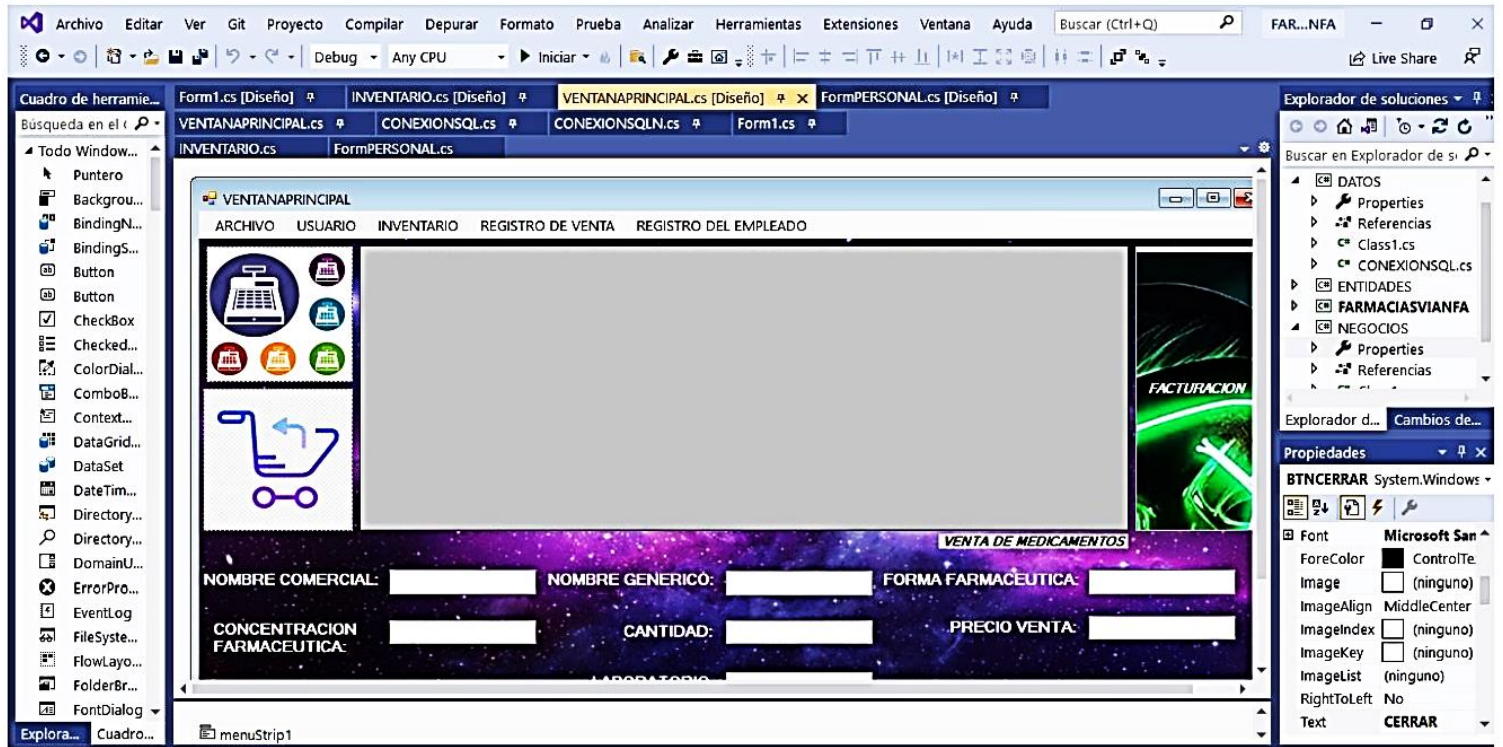 Archivo Editar Ver Git Proyecto Compilar Depurar Formato Prueba Analizar Herramientas Extensiones Ventana Ayuda Buscar (Ctrl+Q) FAR...NFA
Debug Any CPU Iniciar Live Share
Cuadro de herramie...
Búsqueda en el
Todo Window...
Puntero
Backgrou...
BindingN...
BindingS...
Button
Button
CheckBox
Checked...
ColorDial...
ComboB...
Context...
DataGrid...
DataSet
DateTim...
Directory...
Directory...
DomainU...
ErrorPro...
EventLog
FileSyste...
FlowLayo...
FolderBr...
FontDialog
Explora... Cuadro...
Form1.cs [Diseño] INVENTARIO.cs [Diseño] VENTANAPRINCIPAL.cs [Diseño] FormPERSONAL.cs [Diseño]
VENTANAPRINCIPAL.cs CONEXIONSQL.cs CONEXIONSQLN.cs Form1.cs
INVENTARIO.cs FormPERSONAL.cs
VENTANAPRINCIPAL
ARCHIVO USUARIO INVENTARIO REGISTRO DE VENTA REGISTRO DEL EMPLEADO
FACTURACION
VENTA DE MEDICAMENTOS
NOMBRE COMERCIAL: NOMBRE GENERICO: FORMA FARMACEUTICA:
CONCENTRACION FARMACEUTICA: CANTIDAD: PRECIO VENTA:
menuStrip1
Explorador de soluciones
Buscar en Explorador de s
DATOS
Properties
Referencias
Class1.cs
CONEXIONSQL.cs
ENTIDADES
FARMACIASVIANFA
NEGOCIOS
Properties
Referencias
Explorador d... Cambios de...
Propiedades
BTNCERRAR System.Windows
Font Microsoft San
ForeColor ControlTe
Image (ninguno)
ImageAlign MiddleCenter
ImageIndex (ninguno)
ImageKey (ninguno)
ImageList (ninguno)
RightToLeft No
Text CERRAR